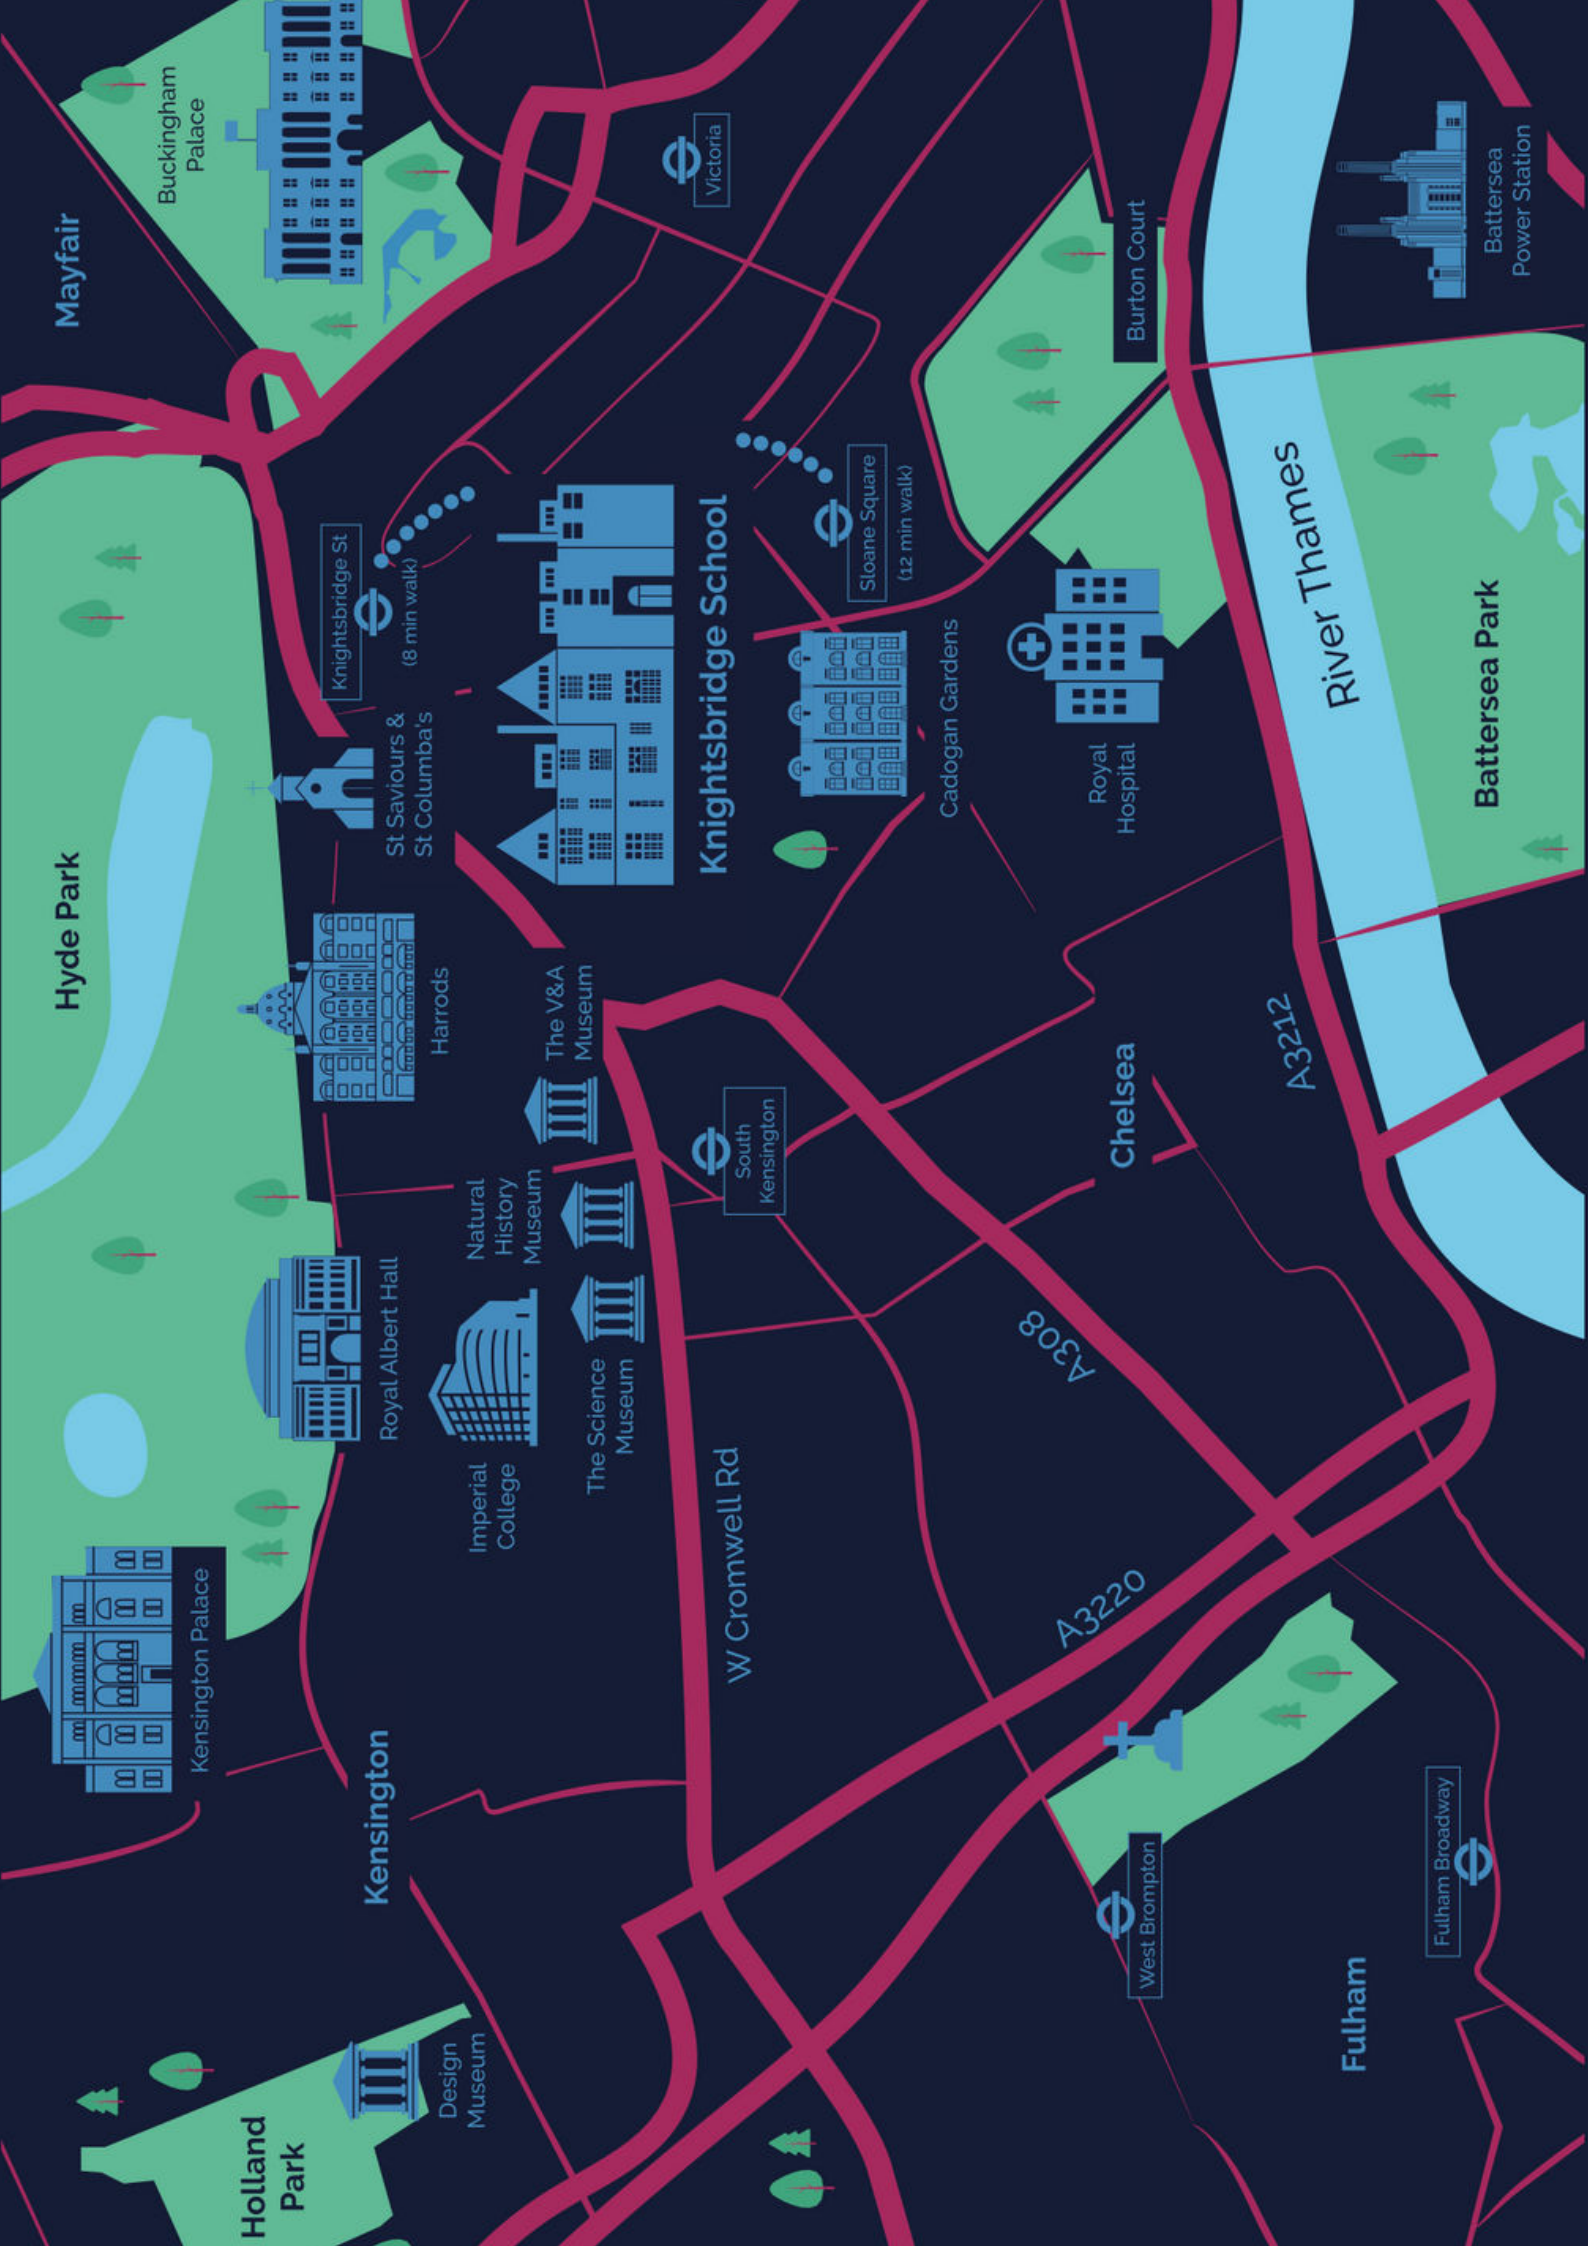 Holland
Park
Design
Museum
Kensington Palace
Kensington
Hyde Park
Royal Albert Hall
Imperial
College
The Science
Museum
Natural
History
Museum
The V&A
Museum
Harrods
St Saviours &
St Columba's
Knightsbridge St
(8 min walk)
Mayfair
Buckingham
Palace
Victoria
Knightsbridge School
Sloane Square
(12 min walk)
Cadogan Gardens
South
Kensington
W Cromwell Rd
Burton Court
Royal
Hospital
Chelsea
A308
A3220
A3212
River Thames
West Brompton
Fulham
Fulham Broadway
Battersea Park
Battersea
Power Station